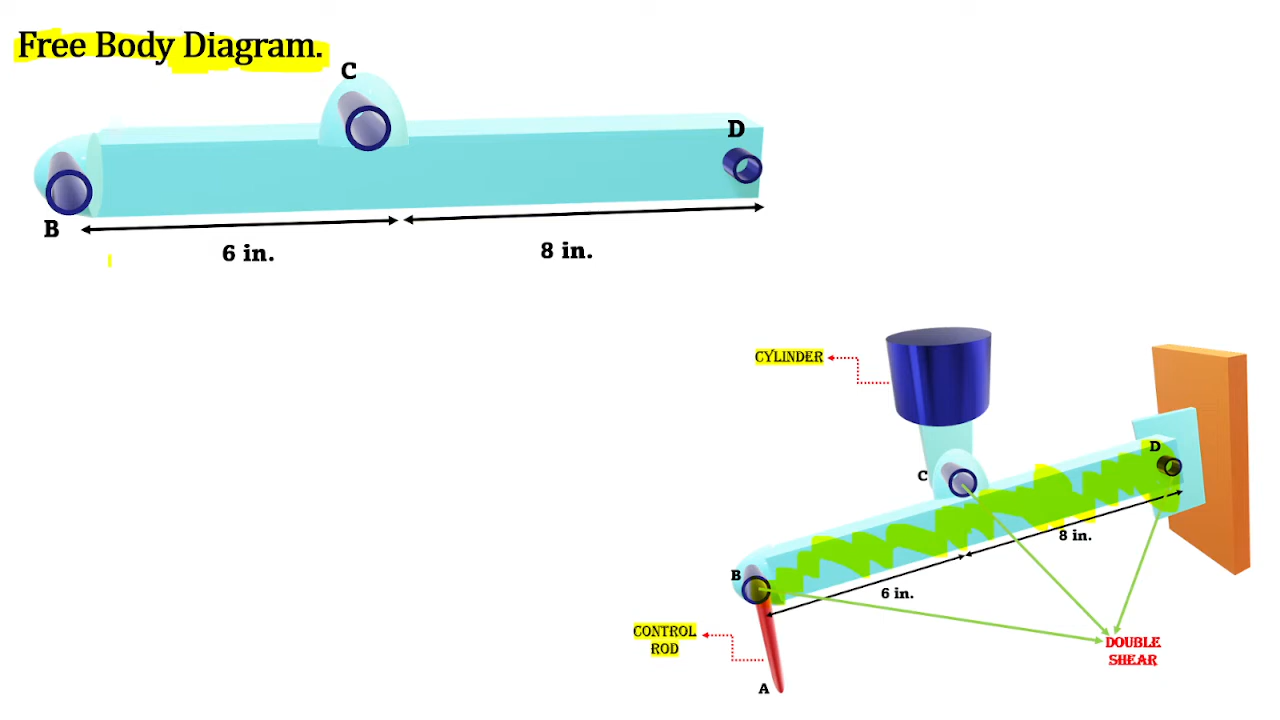 Free Body Diagram.
C
D
B
6 in.
8 in.
CYLINDER
C
D
8 in.
B
6 in.
CONTROL
ROD
DOUBLE
SHEAR
A